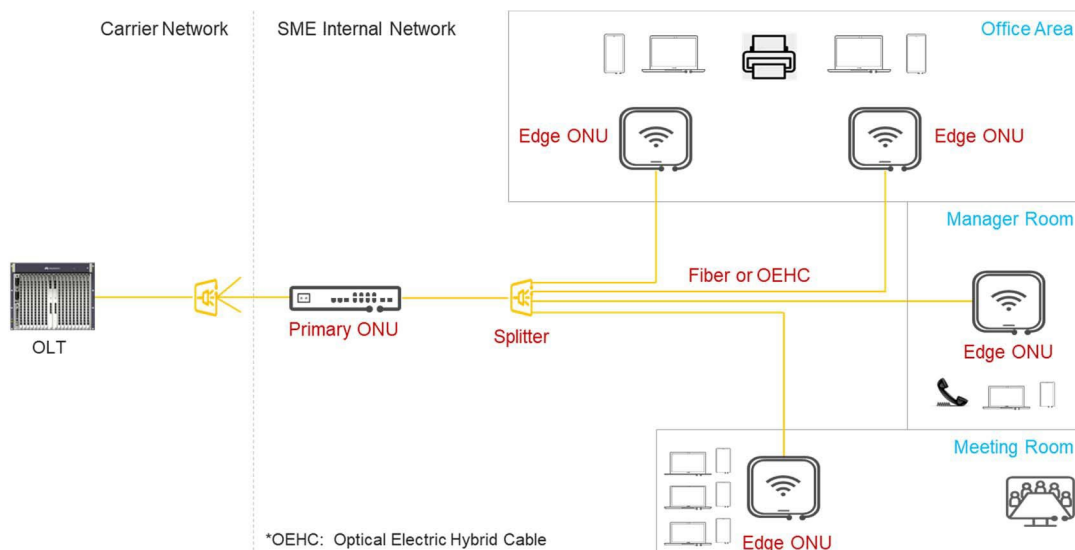 Carrier Network
SME Internal Network
Office Area
Edge ONU
Edge ONU
Manager Room
Fiber or OEHC
OLT
Primary ONU
Splitter
Edge ONU
Meeting Room
Edge ONU
*OEHC: Optical Electric Hybrid Cable